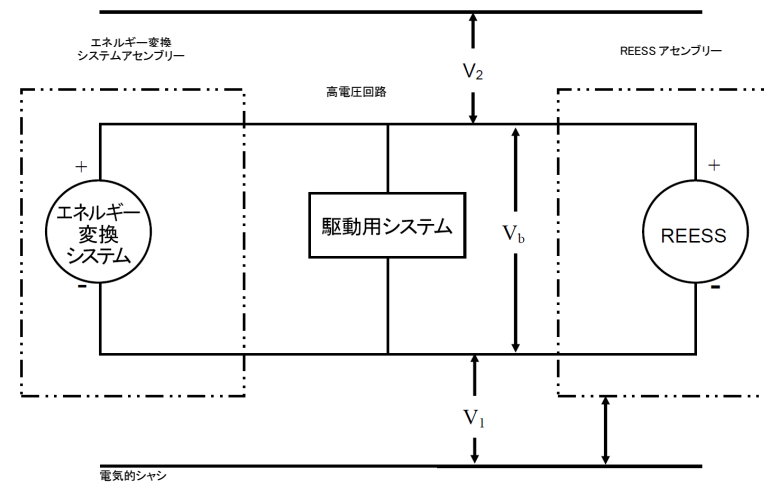 エネルギー変換
システムアセンブリー
REESS アセンブリー
V2
高電圧回路
+
+
エネルギー
変換
システム
駆動用システム
Vb
REESS
-
-
V1
電気的シャシ